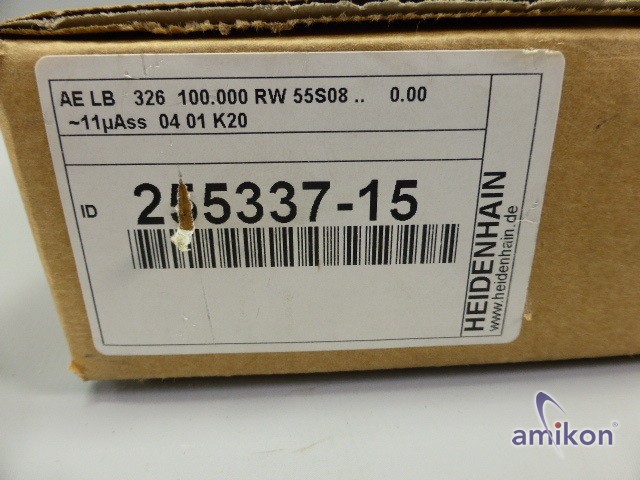 AE LB 326 100.000 RW 55S08 .. 0.00
~11µAss 04 01 K20
ID 255337-15
HEIDENHAIN
www.heidenhain.de
amikon®